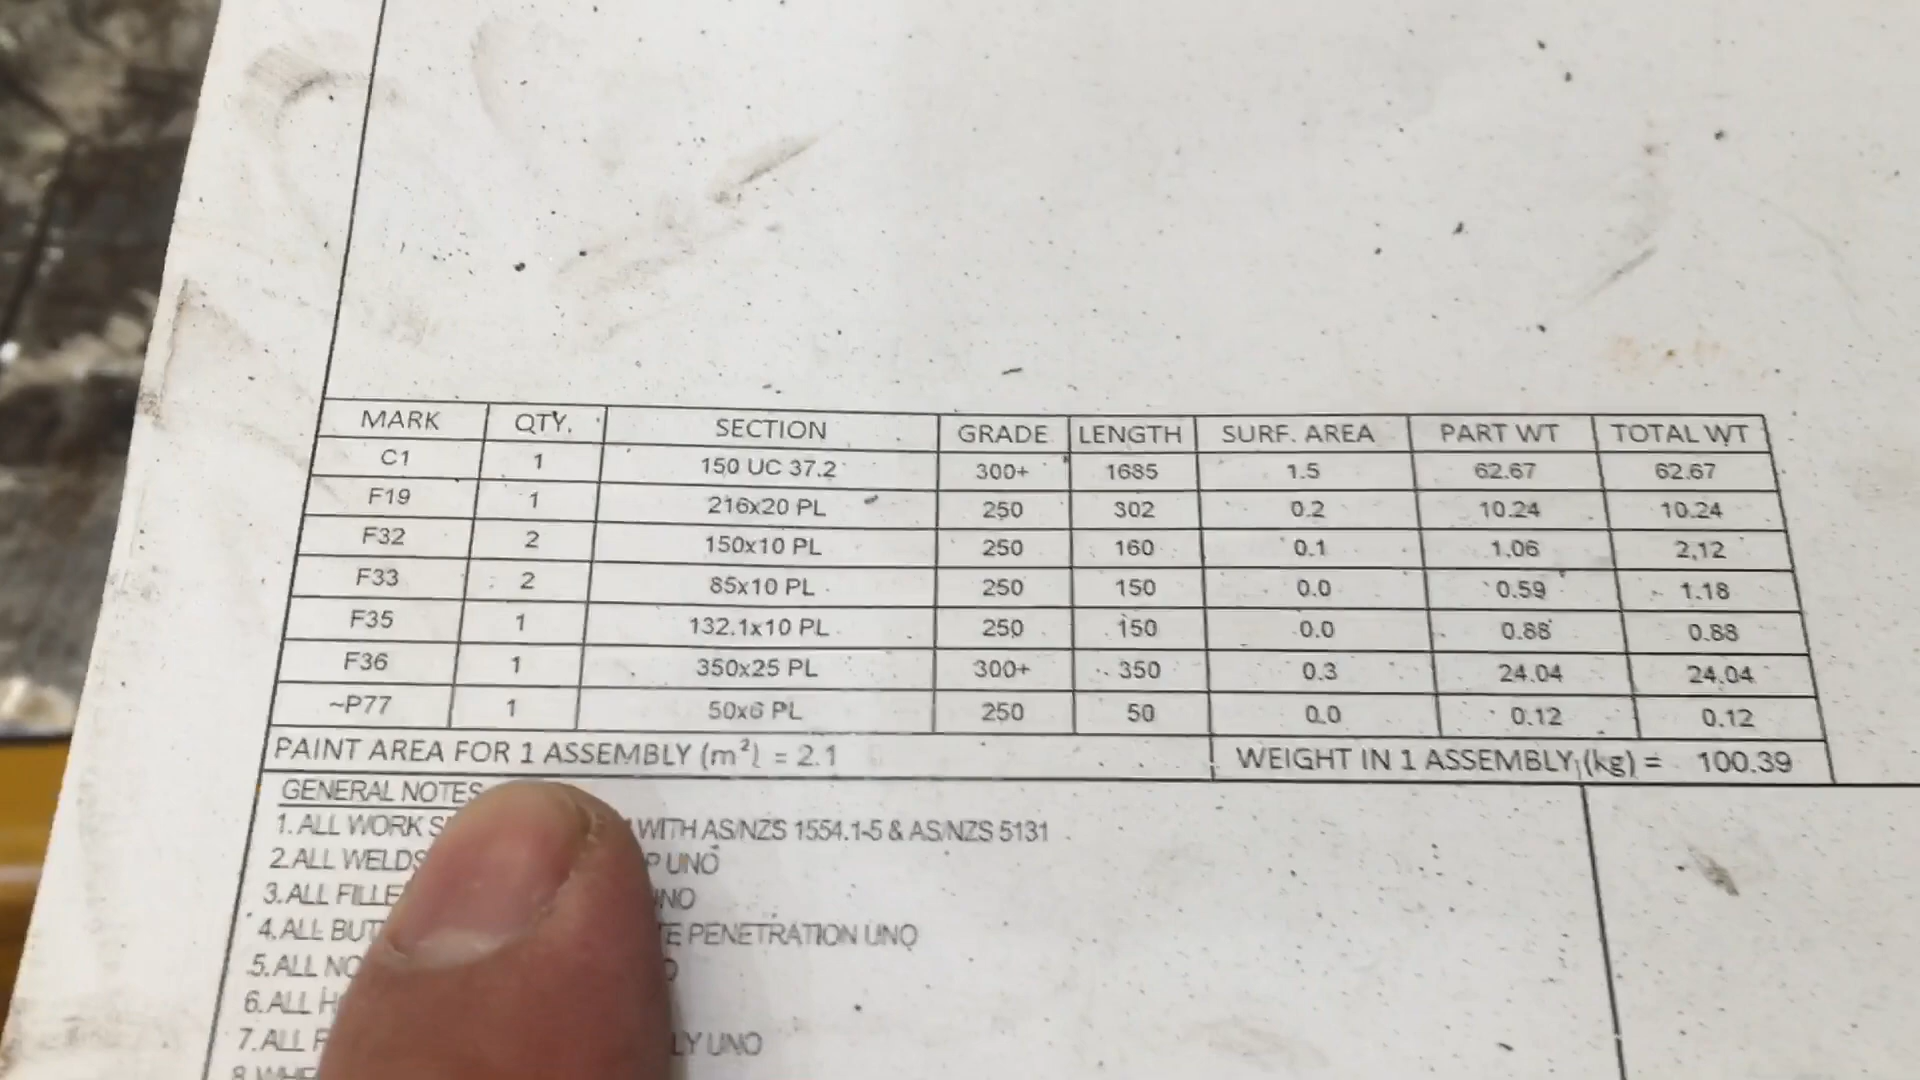 MARK QTY. SECTION GRADE LENGTH SURF. AREA PART WT TOTAL WT
C1 1 150 UC 37.2 300+ 1685 1.5 62.67 62.67
F19 1 216x20 PL 250 302 0.2 10.24 10.24
F32 2 150x10 PL 250 160 0.1 1.06 2.12
F33 2 85x10 PL 250 150 0.0 0.59 1.18
F35 1 132.1x10 PL 250 150 0.0 0.88 0.88
F36 1 350x25 PL 300+ 350 0.3 24.04 24.04
~P77 1 50x6 PL 250 50 0.0 0.12 0.12
PAINT AREA FOR 1 ASSEMBLY (m²) = 2.1 WEIGHT IN 1 ASSEMBLY (kg) = 100.39
GENERAL NOTES
1. ALL WORK WITH AS/NZS 1554.1-5 & AS/NZS 5131
2. ALL WELDS UNO
3. ALL
4. ALL PENETRATION UNO
5. ALL
6. ALL
7. ALL UNO
8.